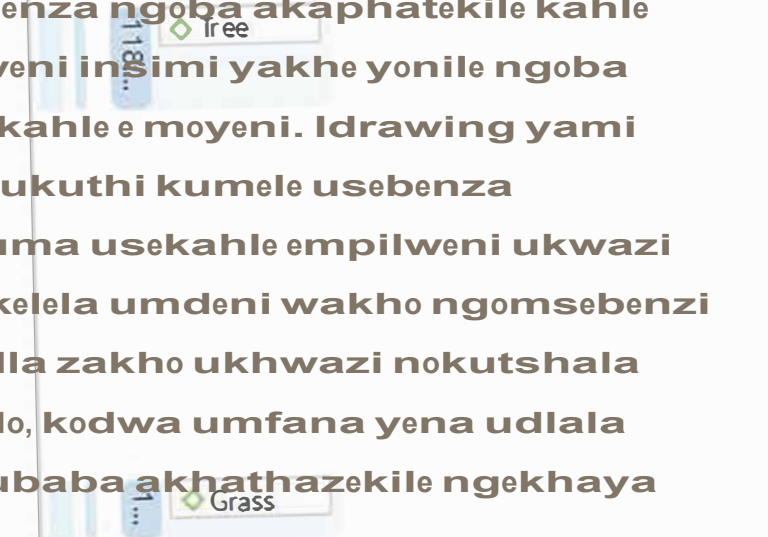 enza ngoba akaphatekile kahle
Tree
118...
veni insimi yakhe yonile ngoba
kahle e moyeni. Idrawing yami
ukuthi kumele usebenza
uma usekahle empilweni ukwazi
kelela umdeni wakho ngomsebenzi
lla zakho ukhwazi nokutshala
lo, kodwa umfana yena udlala
ubaba akhathazekile ngekhaya
1...
Grass